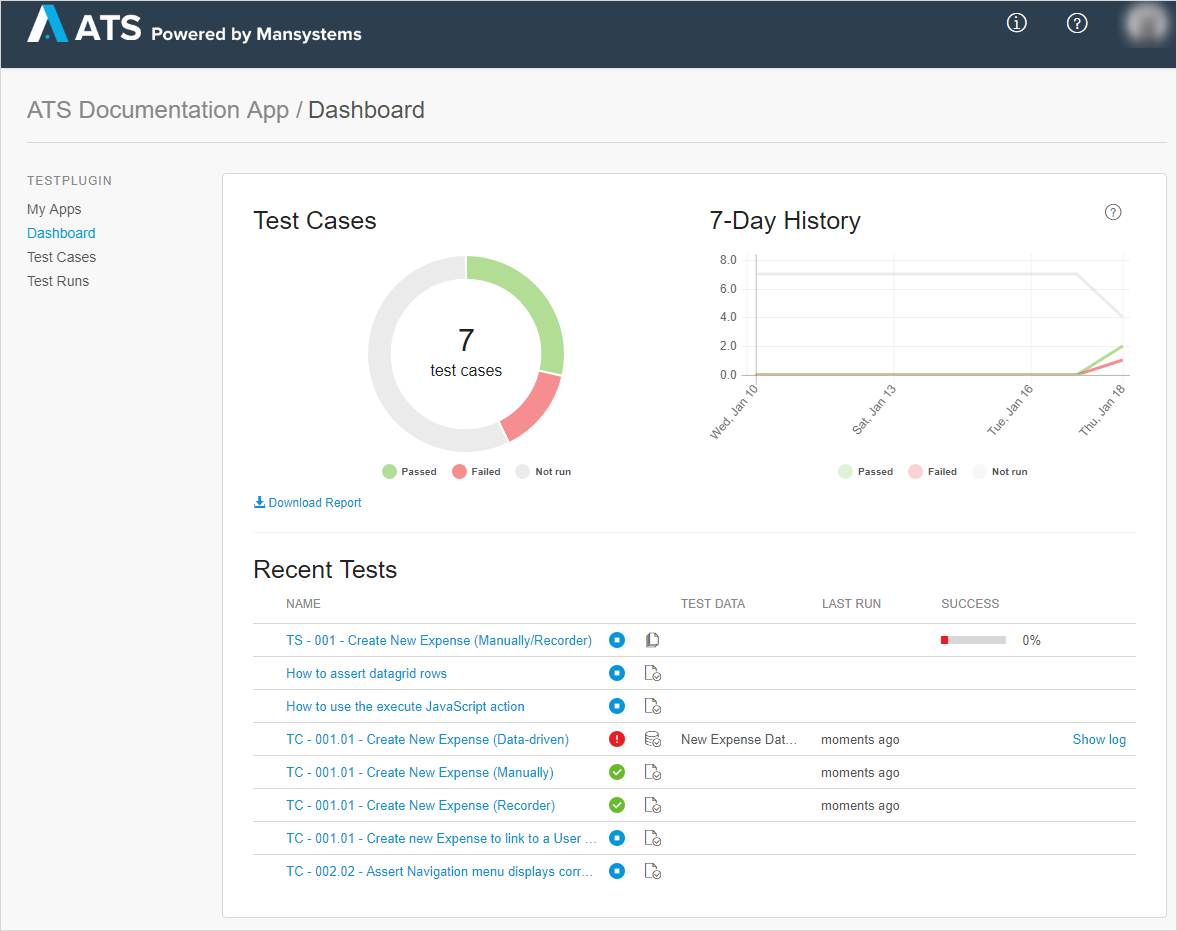 ATS Powered by Mansystems
ATS Documentation App / Dashboard
TESTPLUGIN
My Apps
Dashboard
Test Cases
Test Runs
Test Cases
7
test cases
Passed Failed Not run
Download Report
7-Day History
8.0
6.0
4.0
2.0
0.0
Wed, Jan 10
Sat, Jan 13
Tue, Jan 16
Thu, Jan 18
Passed Failed Not run
Recent Tests
NAME TEST DATA LAST RUN SUCCESS
TS - 001 - Create New Expense (Manually/Recorder) 0%
How to assert datagrid rows
How to use the execute JavaScript action
TC - 001.01 - Create New Expense (Data-driven) New Expense Dat... moments ago Show log
TC - 001.01 - Create New Expense (Manually) moments ago
TC - 001.01 - Create New Expense (Recorder) moments ago
TC - 001.01 - Create new Expense to link to a User ...
TC - 002.02 - Assert Navigation menu displays corr...